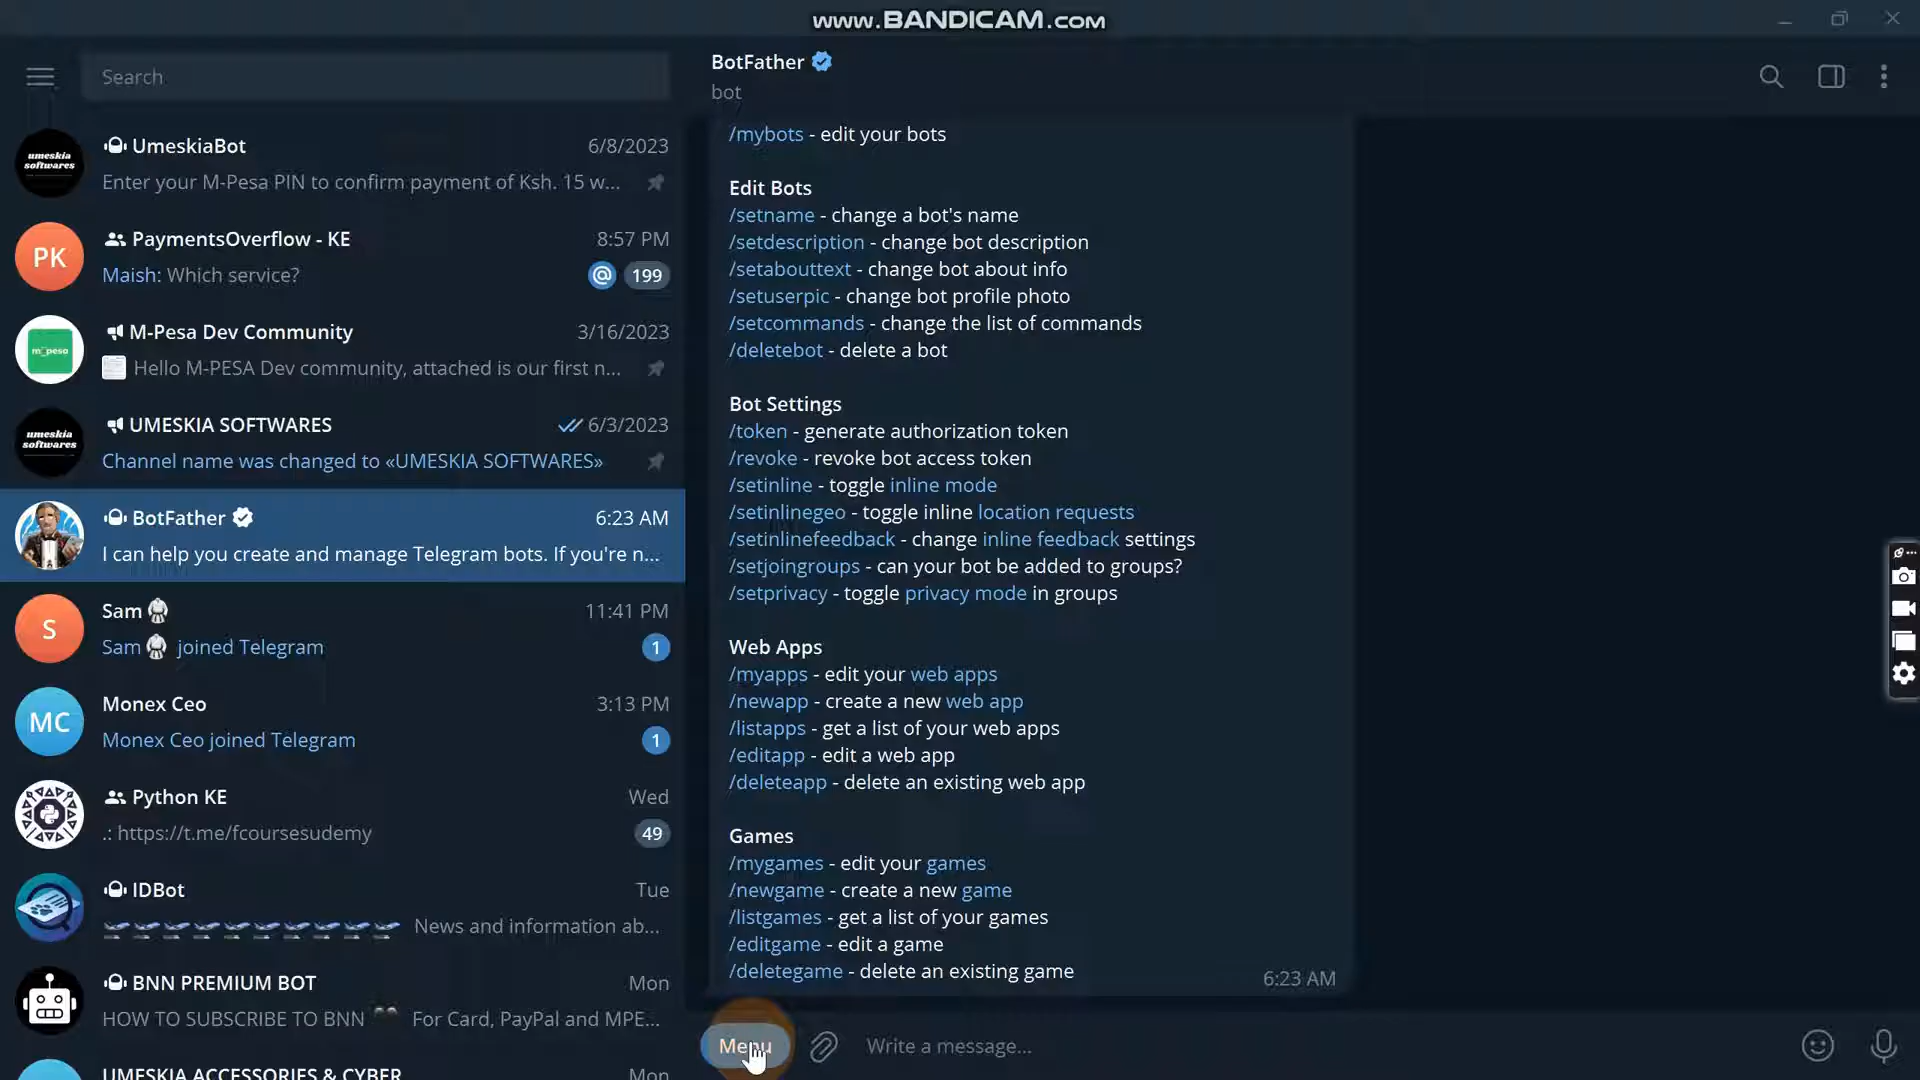 www.BANDICAM.com
Search
BotFather
bot
umeskia softwares
UmeskiaBot
6/8/2023
Enter your M-Pesa PIN to confirm payment of Ksh. 15 w...
PK
PaymentsOverflow - KE
8:57 PM
Maish: Which service?
@
199
m-pesa
M-Pesa Dev Community
3/16/2023
Hello M-PESA Dev community, attached is our first n...
umeskia softwares
UMESKIA SOFTWARES
6/3/2023
Channel name was changed to «UMESKIA SOFTWARES»
BotFather
6:23 AM
I can help you create and manage Telegram bots. If you're n...
S
Sam
11:41 PM
Sam joined Telegram
1
MC
Monex Ceo
3:13 PM
Monex Ceo joined Telegram
1
Python KE
Wed
.: https://t.me/fcoursesudemy
49
IDBot
Tue
News and information ab...
BNN PREMIUM BOT
Mon
HOW TO SUBSCRIBE TO BNN For Card, PayPal and MPE...
UMESKIA ACCESSORIES & CYBER
Mon
/mybots - edit your bots
Edit Bots
/setname - change a bot's name
/setdescription - change bot description
/setabouttext - change bot about info
/setuserpic - change bot profile photo
/setcommands - change the list of commands
/deletebot - delete a bot
Bot Settings
/token - generate authorization token
/revoke - revoke bot access token
/setinline - toggle inline mode
/setinlinegeo - toggle inline location requests
/setinlinefeedback - change inline feedback settings
/setjoingroups - can your bot be added to groups?
/setprivacy - toggle privacy mode in groups
Web Apps
/myapps - edit your web apps
/newapp - create a new web app
/listapps - get a list of your web apps
/editapp - edit a web app
/deleteapp - delete an existing web app
Games
/mygames - edit your games
/newgame - create a new game
/listgames - get a list of your games
/editgame - edit a game
/deletegame - delete an existing game
6:23 AM
Menu
Write a message...